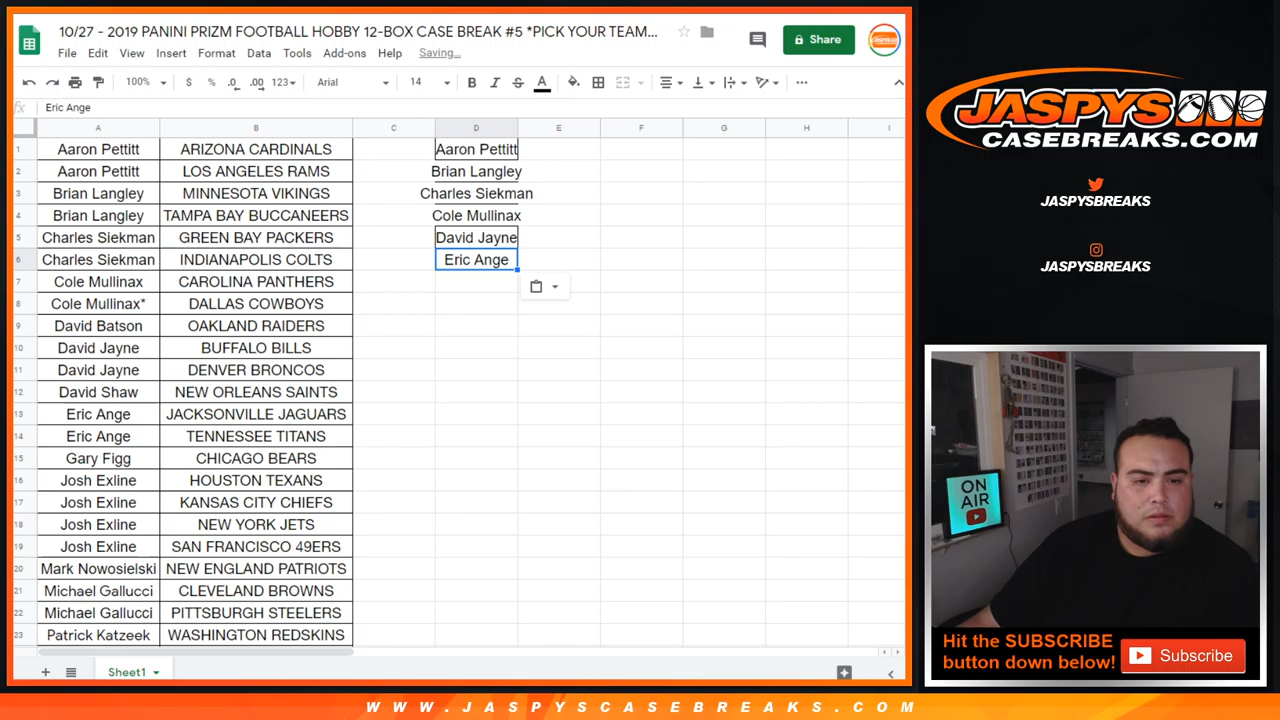 10/27 - 2019 PANINI PRIZM FOOTBALL HOBBY 12-BOX CASE BREAK #5 *PICK YOUR TEAM...
File Edit View Insert Format Data Tools Add-ons Help Saving...
Share
100% $ % .0 .00 123 Arial 14 B I S A
fx Eric Ange
A B C D E F G H I
1 Aaron Pettitt ARIZONA CARDINALS Aaron Pettitt
2 Aaron Pettitt LOS ANGELES RAMS Brian Langley
3 Brian Langley MINNESOTA VIKINGS Charles Siekman
4 Brian Langley TAMPA BAY BUCCANEERS Cole Mullinax
5 Charles Siekman GREEN BAY PACKERS David Jayne
6 Charles Siekman INDIANAPOLIS COLTS Eric Ange
7 Cole Mullinax CAROLINA PANTHERS
8 Cole Mullinax* DALLAS COWBOYS
9 David Batson OAKLAND RAIDERS
10 David Jayne BUFFALO BILLS
11 David Jayne DENVER BRONCOS
12 David Shaw NEW ORLEANS SAINTS
13 Eric Ange JACKSONVILLE JAGUARS
14 Eric Ange TENNESSEE TITANS
15 Gary Figg CHICAGO BEARS
16 Josh Exline HOUSTON TEXANS
17 Josh Exline KANSAS CITY CHIEFS
18 Josh Exline NEW YORK JETS
19 Josh Exline SAN FRANCISCO 49ERS
20 Mark Nowosielski NEW ENGLAND PATRIOTS
21 Michael Gallucci CLEVELAND BROWNS
22 Michael Gallucci PITTSBURGH STEELERS
23 Patrick Katzeek WASHINGTON REDSKINS
Sheet1
JASPYS
CASEBREAKS.COM
JASPYSBREAKS
JASPYSBREAKS
ON
AIR
Hit the SUBSCRIBE
button down below!
Subscribe
WWW.JASPYSCASEBREAKS.COM